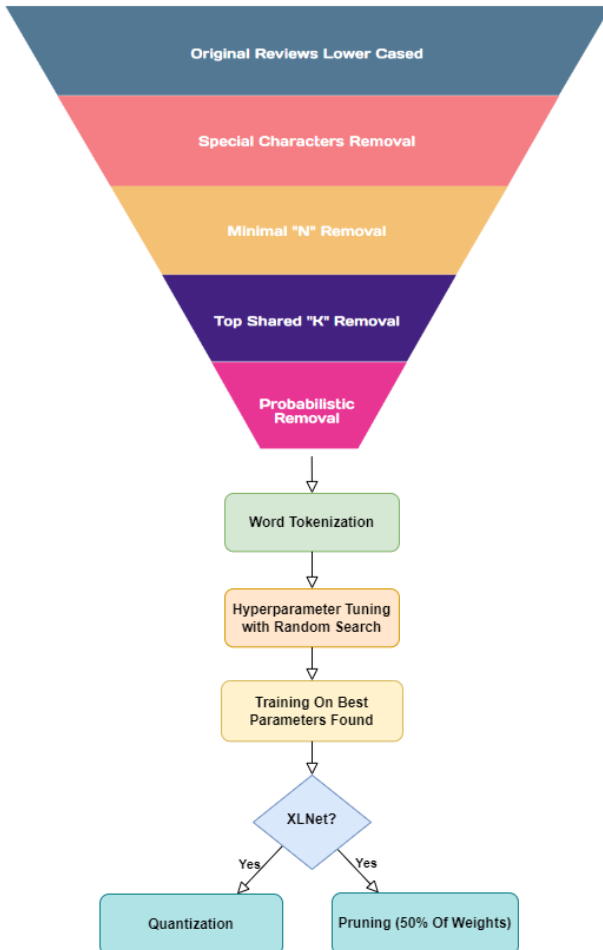 Original Reviews Lower Cased
Special Characters Removal
Minimal "N" Removal
Top Shared "K" Removal
Probabilistic
Removal
Word Tokenization
Hyperparameter Tuning
with Random Search
Training On Best
Parameters Found
XLNet?
Yes
Yes
Quantization
Pruning (50% Of Weights)